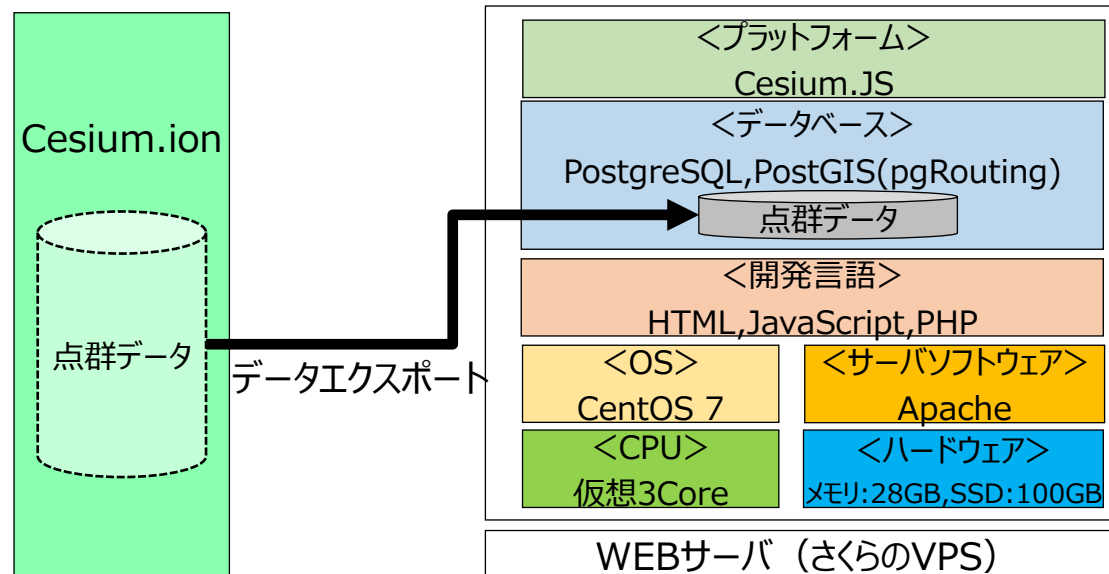 Cesium.ion
点群データ
データエクスポート
<プラットフォーム>
Cesium.JS
<データベース>
PostgreSQL,PostGIS(pgRouting)
点群データ
<開発言語>
HTML,JavaScript,PHP
<OS>
CentOS 7
<サーバソフトウェア>
Apache
<CPU>
仮想3Core
<ハードウェア>
メモリ:28GB,SSD:100GB
WEBサーバ（さくらのVPS）